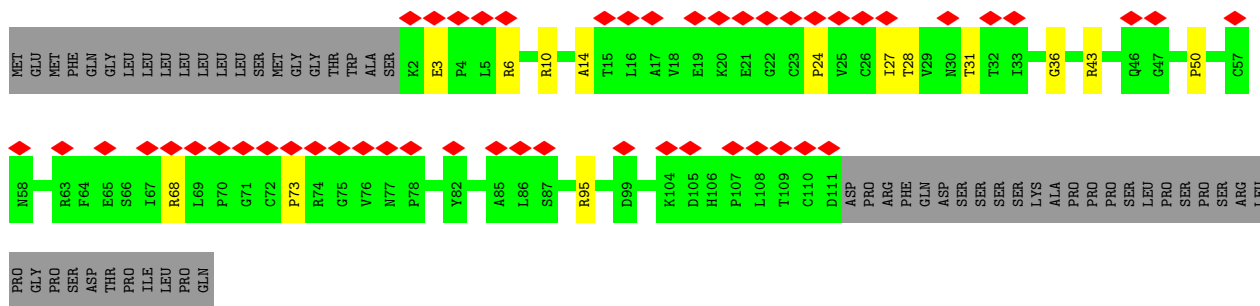 MET GLU MET PHE GLN GLY LEU LEU LEU LEU LEU LEU LEU SER MET GLY GLY THR TRP ALA SER K2 E3 P4 L5 R6 R10 A14 T15 L16 A17 V18 E19 K20 E21 G22 C23 P24 V25 C26 I27 T28 V29 N30 T31 T32 I33 G36 R43 Q46 G47 P50 C57
N58 R63 F64 E65 S66 I67 R68 L69 P70 G71 C72 P73 R74 G75 V76 N77 P78 Y82 A85 L86 S87 R95 D99 K104 D105 H106 P107 L108 T109 C110 D111 ASP PRO ARG PHE GLN ASP SER SER SER SER LYS ALA PRO PRO PRO SER LEU PRO SER PRO SER ARG LEU
PRO GLY PRO SER ASP THR PRO ILE LEU PRO GLN